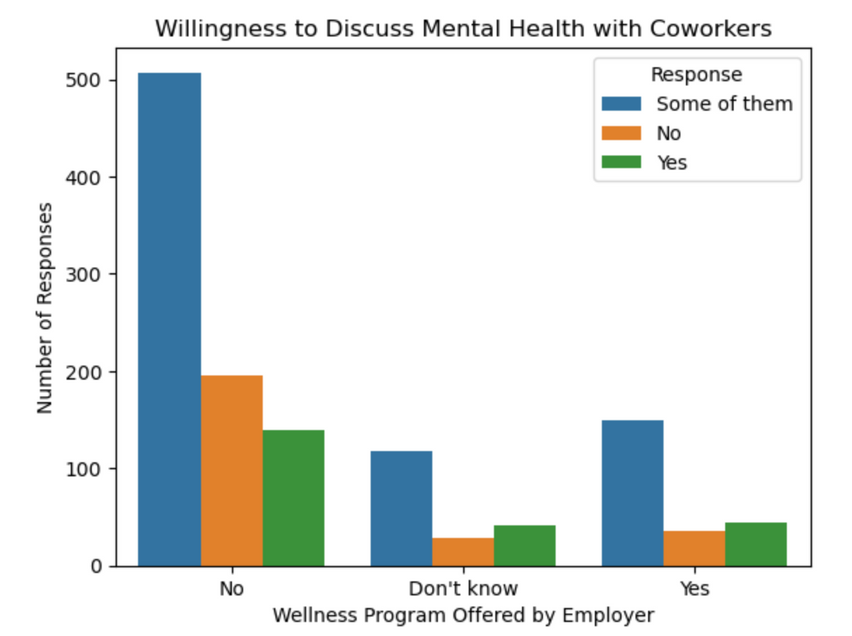 Willingness to Discuss Mental Health with Coworkers
Response
Some of them
No
Yes
500
400
300
200
100
0
Number of Responses
No Don't know Yes
Wellness Program Offered by Employer